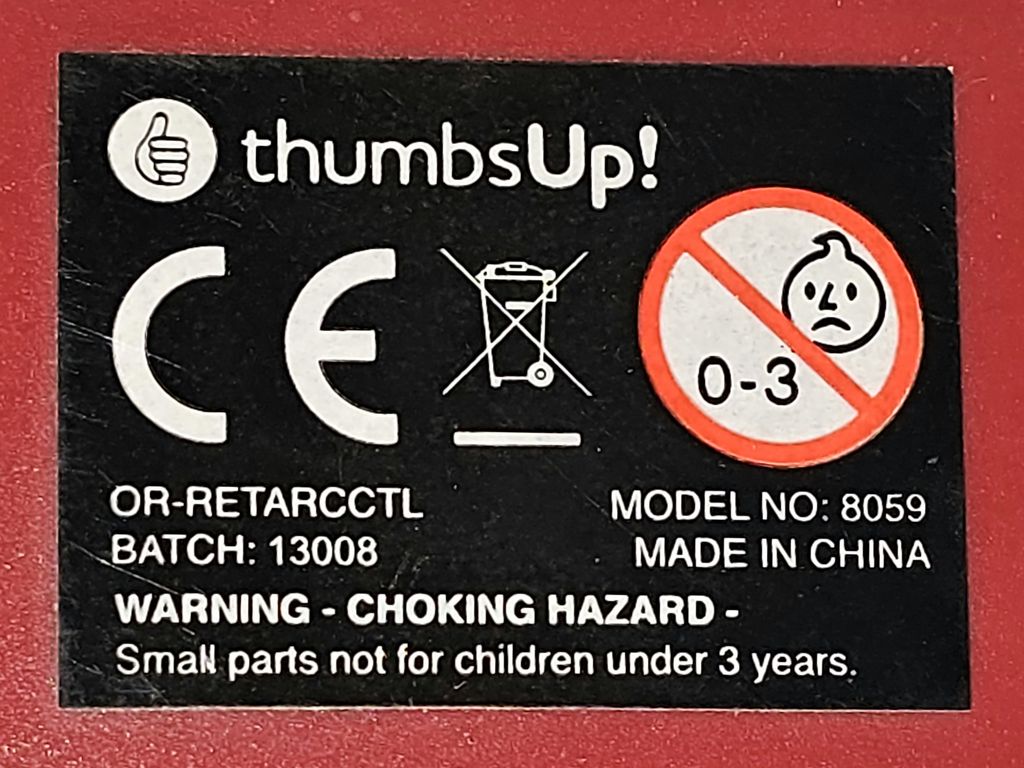 thumbsUp!
CE
0-3
OR-RETARCCTL
MODEL NO: 8059
BATCH: 13008
MADE IN CHINA
WARNING - CHOKING HAZARD -
Small parts not for children under 3 years.